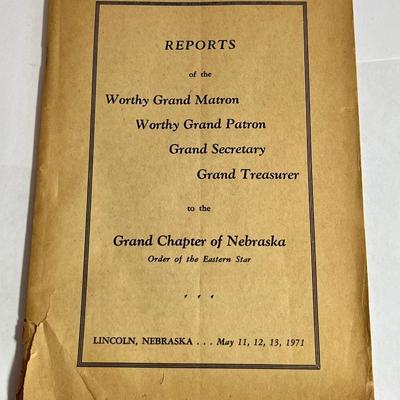 REPORTS
of the
Worthy Grand Matron
Worthy Grand Patron
Grand Secretary
Grand Treasurer
to the
Grand Chapter of Nebraska
Order of the Eastern Star
LINCOLN, NEBRASKA . . . May 11, 12, 13, 1971